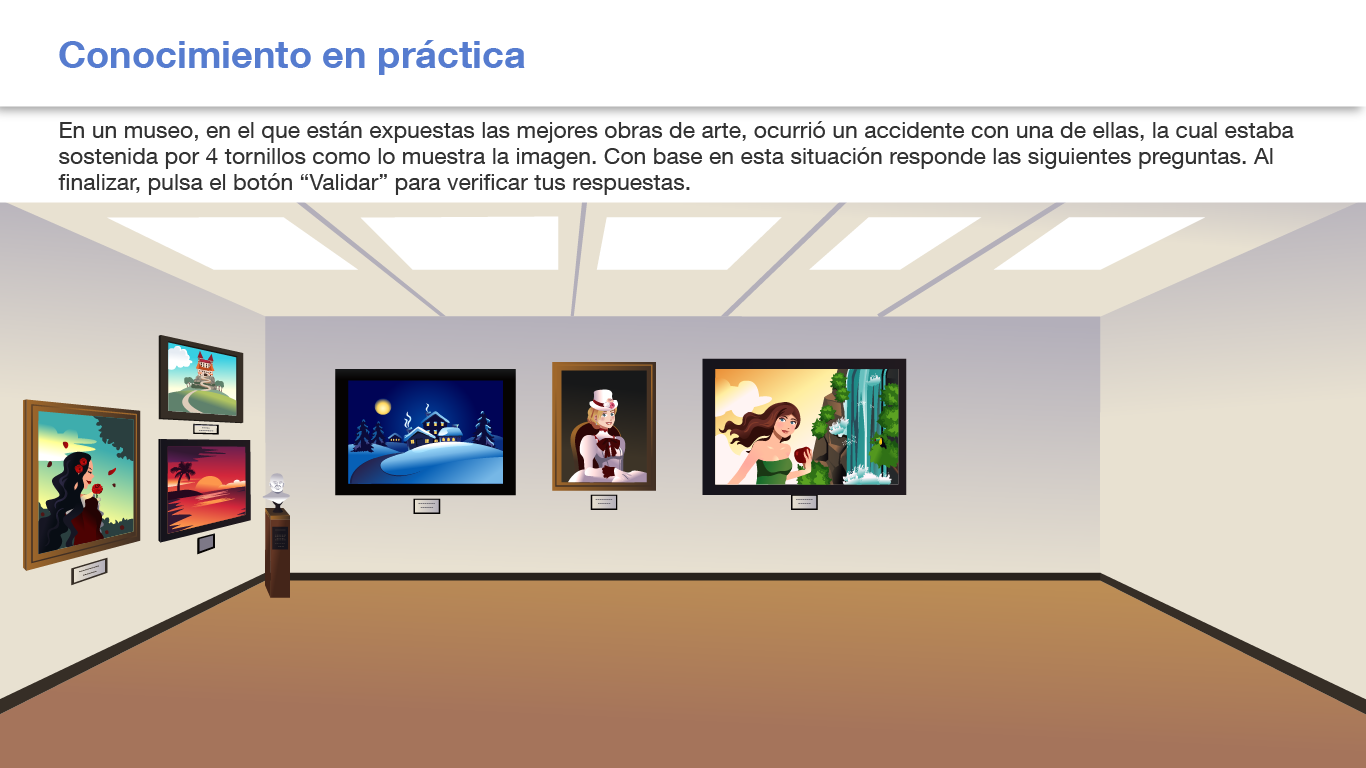 Conocimiento en práctica
En un museo, en el que están expuestas las mejores obras de arte, ocurrió un accidente con una de ellas, la cual estaba
sostenida por 4 tornillos como lo muestra la imagen. Con base en esta situación responde las siguientes preguntas. Al
finalizar, pulsa el botón “Validar” para verificar tus respuestas.